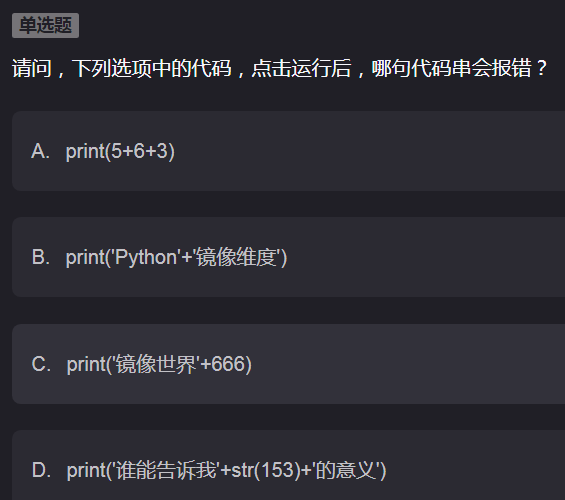 单选题
请问，下列选项中的代码，点击运行后，哪句代码串会报错？
A. print(5+6+3)
B. print('Python'+'镜像维度')
C. print('镜像世界'+666)
D. print('谁能告诉我'+str(153)+'的意义')